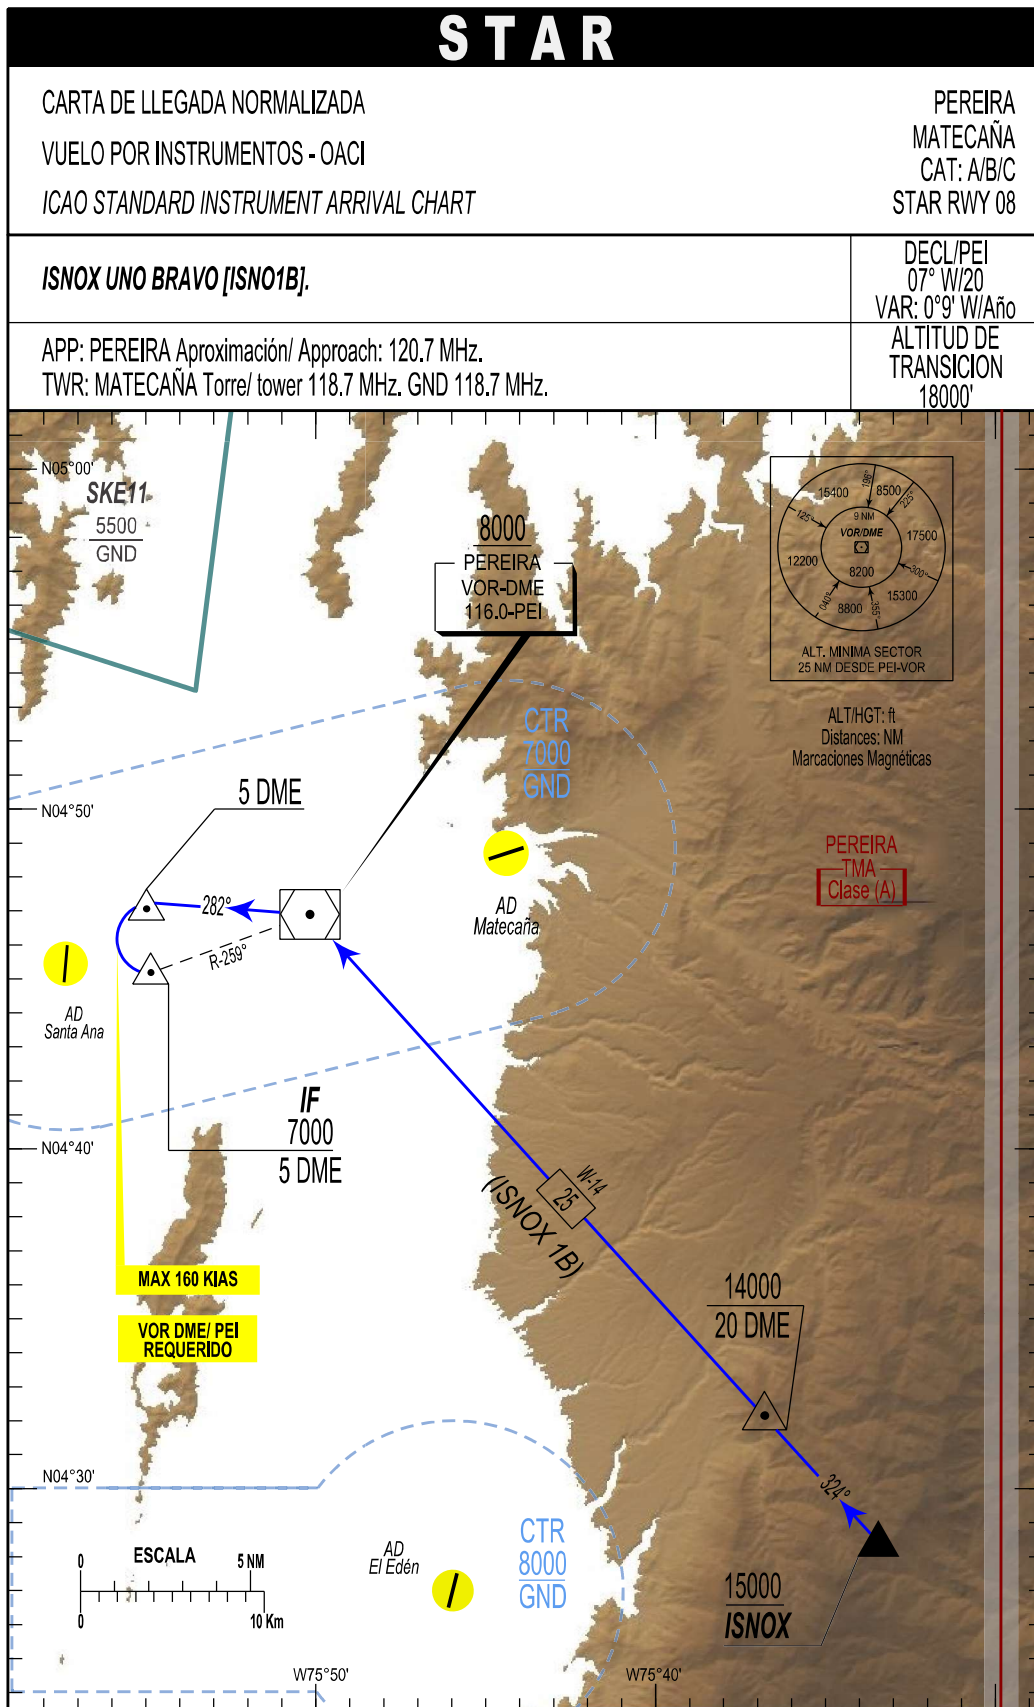 STAR
CARTA DE LLEGADA NORMALIZADA
VUELO POR INSTRUMENTOS - OACI
ICAO STANDARD INSTRUMENT ARRIVAL CHART
PEREIRA
MATECAÑA
CAT: A/B/C
STAR RWY 08
ISNOX UNO BRAVO [ISNO1B].
DECL/PEI
07° W/20
VAR: 0°9' W/Año
APP: PEREIRA Aproximación/ Approach: 120.7 MHz.
TWR: MATECAÑA Torre/ tower 118.7 MHz. GND 118.7 MHz.
ALTITUD DE
TRANSICION
18000'
N05°00'
SKE11
5500
GND
8000
PEREIRA
VOR-DME
116.0-PEI
15400
196°
8500
225°
125°
9 NM
VOR/DME
17500
12200
8200
300°
15300
040°
8800
355°
ALT. MINIMA SECTOR
25 NM DESDE PEI-VOR
ALT/HGT: ft
Distances: NM
Marcaciones Magnéticas
CTR
7000
GND
5 DME
N04°50'
PEREIRA
TMA
Clase (A)
282°
R-259°
AD
Matecaña
AD
Santa Ana
IF
7000
5 DME
N04°40'
W-14
25
(ISNOX 1B)
MAX 160 KIAS
VOR DME/ PEI
REQUERIDO
14000
20 DME
N04°30'
324°
CTR
8000
GND
AD
El Edén
ESCALA
0
5 NM
0
10 Km
15000
ISNOX
W75°50'
W75°40'